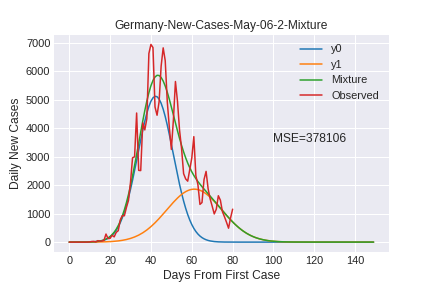 Germany-New-Cases-May-06-2-Mixture
7000
6000
5000
4000
3000
2000
1000
0
Daily New Cases
y0
y1
Mixture
Observed
MSE=378106
0 20 40 60 80 100 120 140
Days From First Case